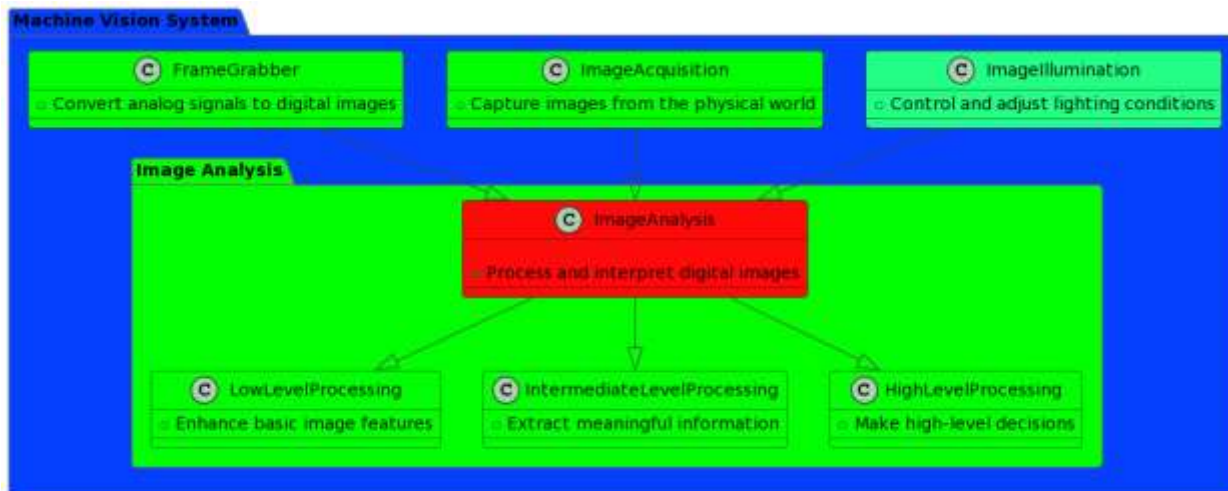 Machine Vision System
C FrameGrabber
Convert analog signals to digital images
C ImageAcquisition
Capture images from the physical world
C ImageIllumination
Control and adjust lighting conditions
Image Analysis
C ImageAnalysis
Process and interpret digital images
C LowLevelProcessing
Enhance basic image features
C IntermediateLevelProcessing
Extract meaningful information
C HighLevelProcessing
Make high-level decisions